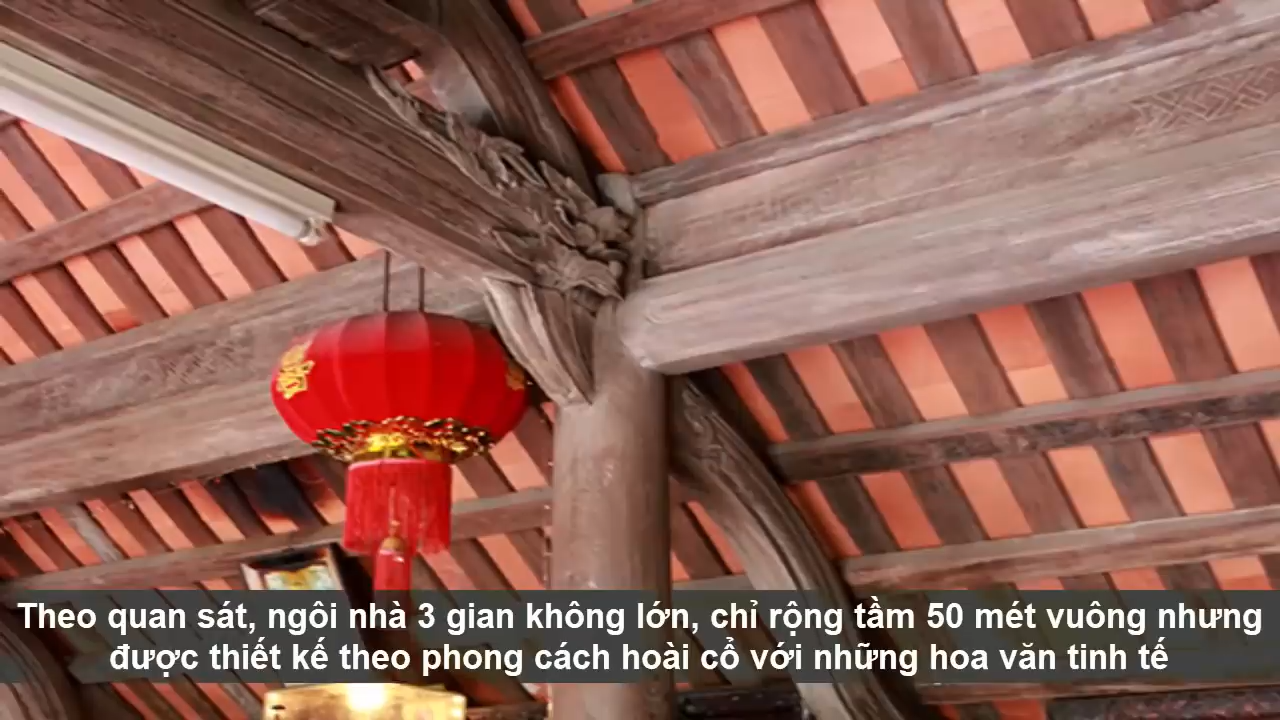 Theo quan sát, ngôi nhà 3 gian không lớn, chỉ rộng tầm 50 mét vuông nhưng
được thiết kế theo phong cách hoài cổ với những hoa văn tinh tế